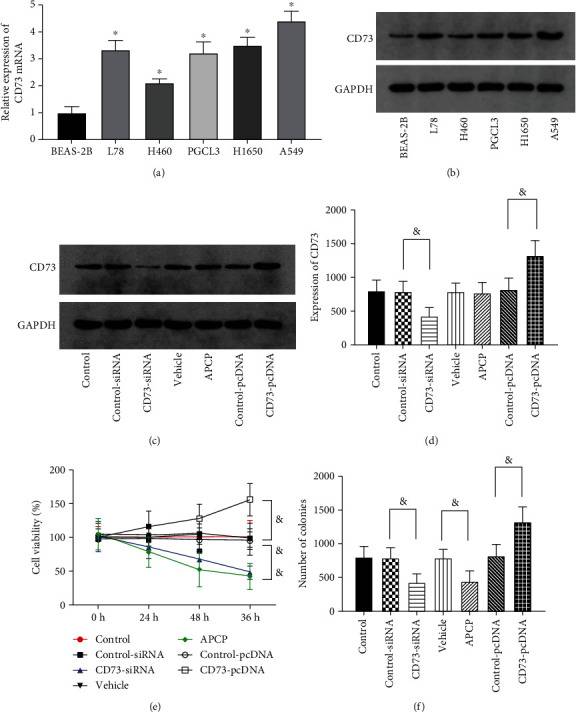 Relative expression of
CD73 mRNA
5
4
3
2
1
0
*
*
*
*
*
BEAS-2B L78 H460 PGCL3 H1650 A549
(a)
CD73
GAPDH
BEAS-2B L78 H460 PGCL3 H1650 A549
(b)
CD73
GAPDH
Control Control-siRNA CD73-siRNA Vehicle APCP Control-pcDNA CD73-pcDNA
(c)
Expression of CD73
2000
1500
1000
500
0
&
&
Control Control-siRNA CD73-siRNA Vehicle APCP Control-pcDNA CD73-pcDNA
(d)
Cell viability (%)
200
150
100
50
0
&
&
&
0 h 24 h 48 h 36 h
Control APCP
Control-siRNA Control-pcDNA
CD73-siRNA CD73-pcDNA
Vehicle
(e)
Number of colonies
2000
1500
1000
500
0
&
&
&
Control Control-siRNA CD73-siRNA Vehicle APCP Control-pcDNA CD73-pcDNA
(f)